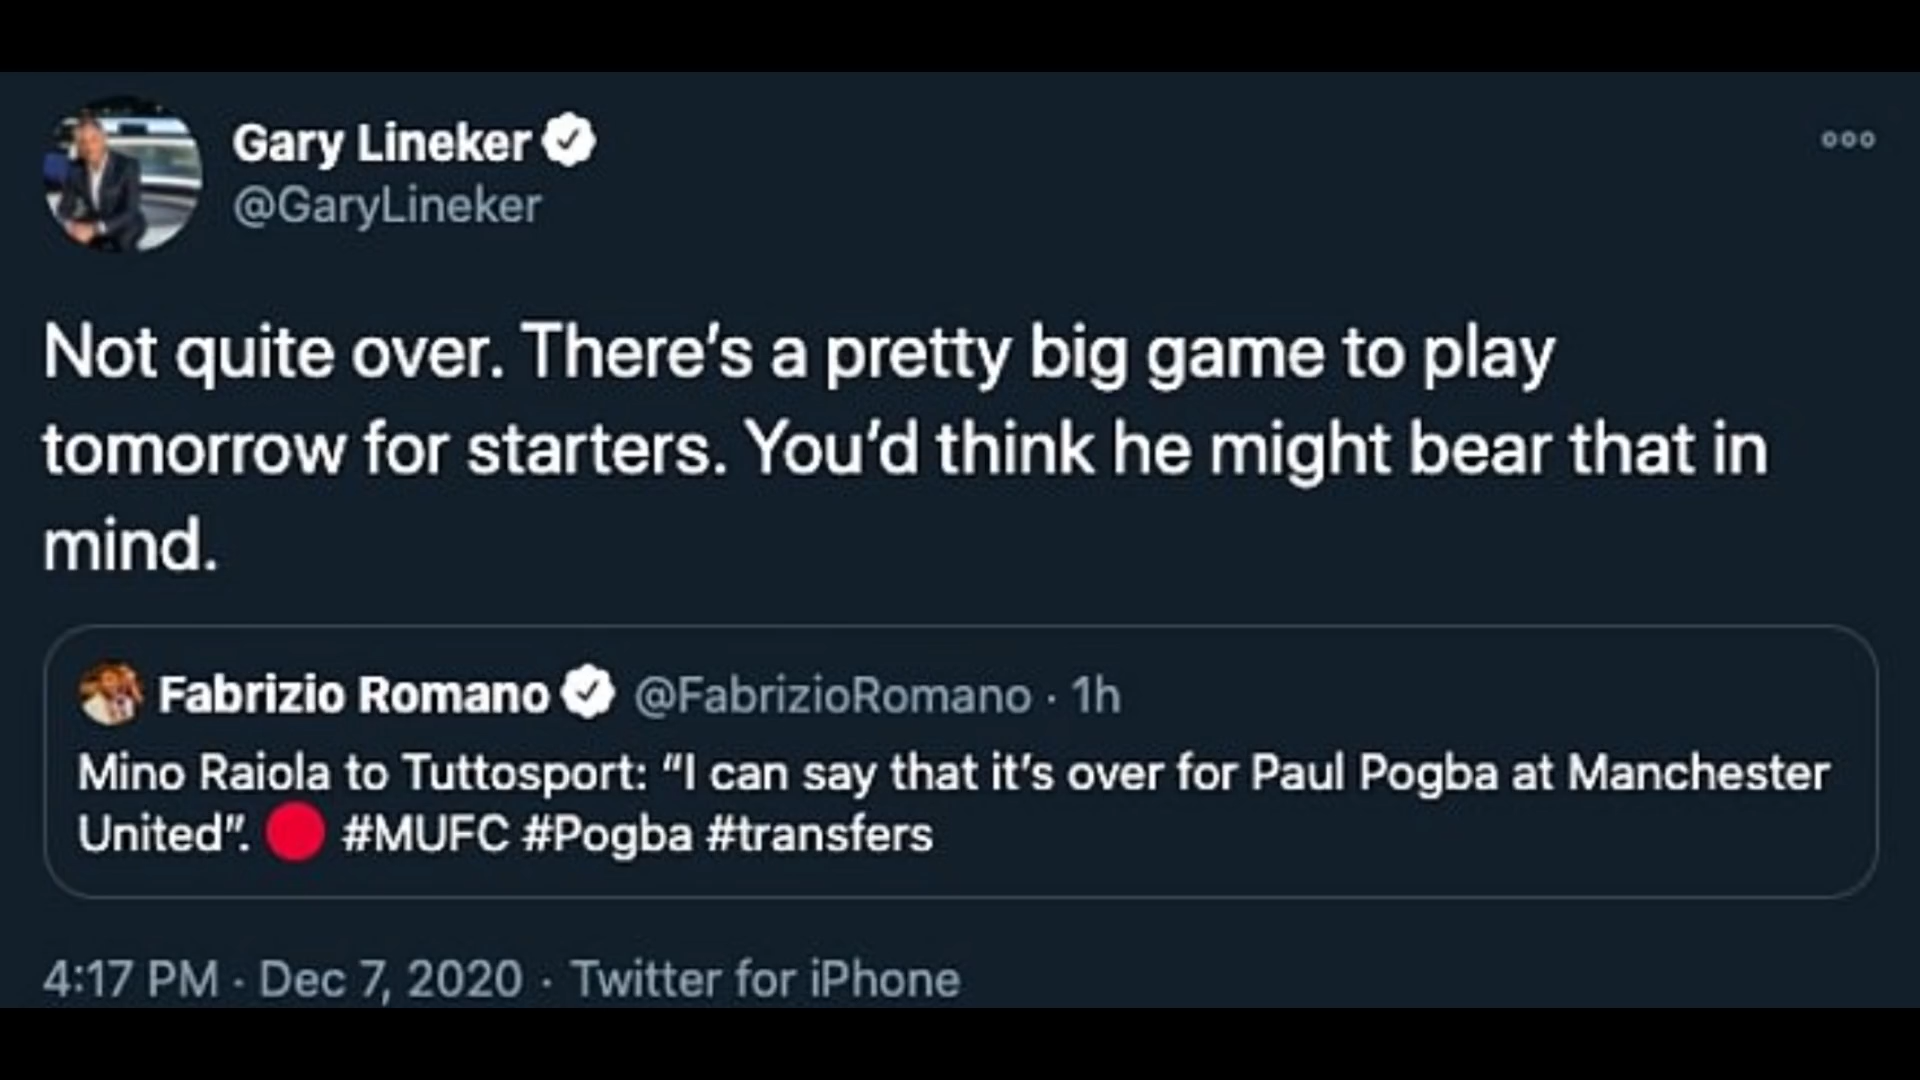 Gary Lineker
@GaryLineker
Not quite over. There's a pretty big game to play
tomorrow for starters. You'd think he might bear that in
mind.
Fabrizio Romano @FabrizioRomano · 1h
Mino Raiola to Tuttosport: "I can say that it's over for Paul Pogba at Manchester
United". 🔴 #MUFC #Pogba #transfers
4:17 PM · Dec 7, 2020 · Twitter for iPhone